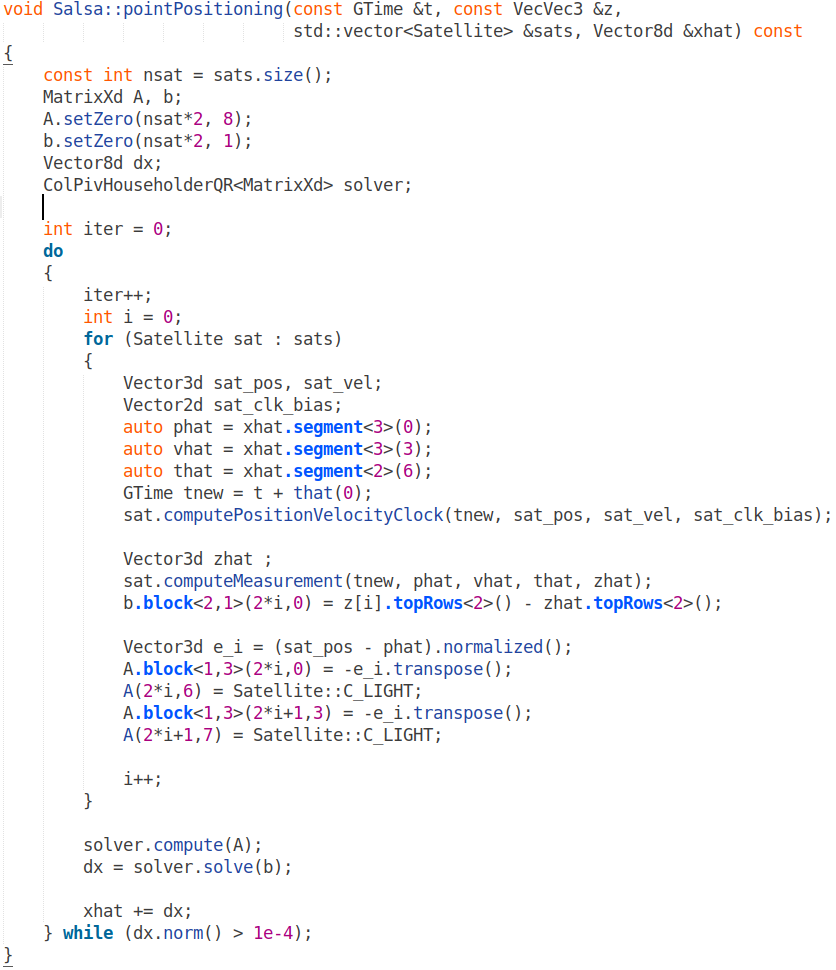 void Salsa::pointPositioning(const GTime &t, const VecVec3 &z,
                             std::vector<Satellite> &sats, Vector8d &xhat) const
{
    const int nsat = sats.size();
    MatrixXd A, b;
    A.setZero(nsat*2, 8);
    b.setZero(nsat*2, 1);
    Vector8d dx;
    ColPivHouseholderQR<MatrixXd> solver;

    int iter = 0;
    do
    {
        iter++;
        int i = 0;
        for (Satellite sat : sats)
        {
            Vector3d sat_pos, sat_vel;
            Vector2d sat_clk_bias;
            auto phat = xhat.segment<3>(0);
            auto vhat = xhat.segment<3>(3);
            auto that = xhat.segment<2>(6);
            GTime tnew = t + that(0);
            sat.computePositionVelocityClock(tnew, sat_pos, sat_vel, sat_clk_bias);

            Vector3d zhat ;
            sat.computeMeasurement(tnew, phat, vhat, that, zhat);
            b.block<2,1>(2*i,0) = z[i].topRows<2>() - zhat.topRows<2>();

            Vector3d e_i = (sat_pos - phat).normalized();
            A.block<1,3>(2*i,0) = -e_i.transpose();
            A(2*i,6) = Satellite::C_LIGHT;
            A.block<1,3>(2*i+1,3) = -e_i.transpose();
            A(2*i+1,7) = Satellite::C_LIGHT;

            i++;
        }

        solver.compute(A);
        dx = solver.solve(b);

        xhat += dx;
    } while (dx.norm() > 1e-4);
}